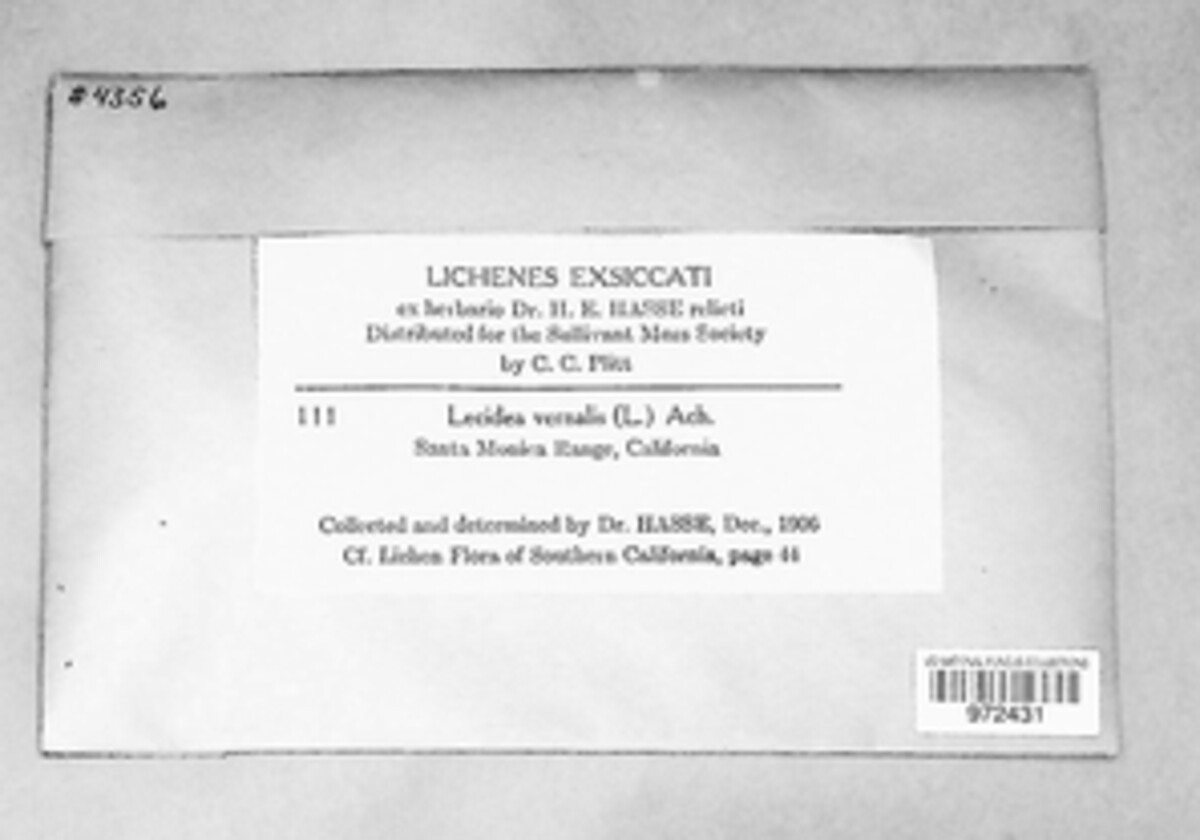 #4356
LICHENES EXSICCATI
ex herbario Dr. H. E. HASSE relicti
Distributed for the Sullivant Moss Society
by C. C. Plitt
111 Lecidea vernalis (L.) Ach.
Santa Monica Range, California
Collected and determined by Dr. HASSE, Dec., 1906
Cf. Lichen Flora of Southern California, page 44
972431